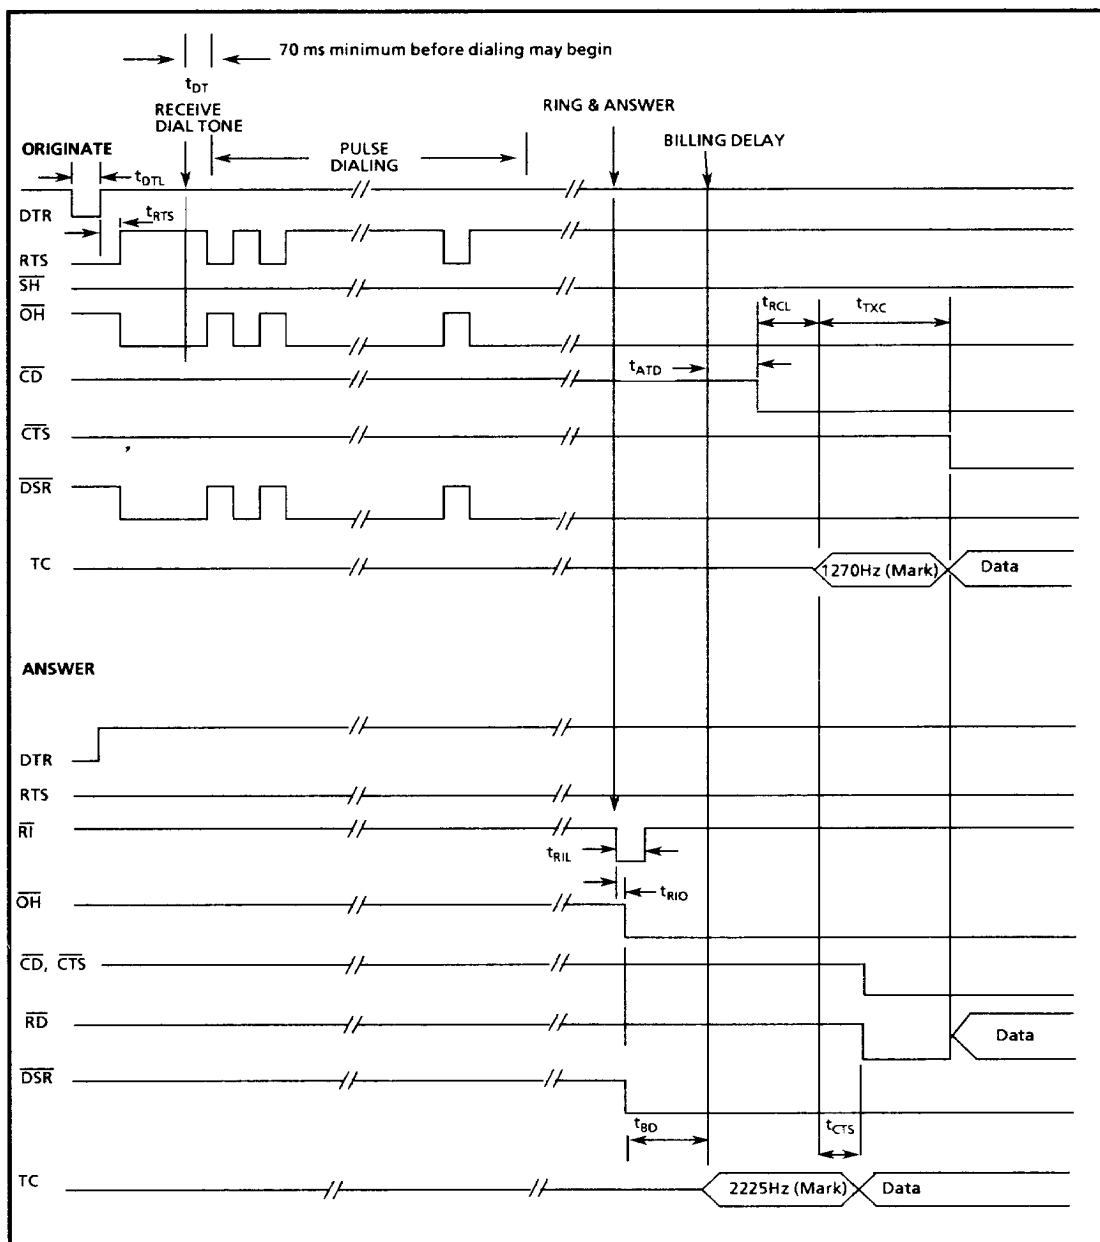 70 ms minimum before dialing may begin
tDT
RECEIVE
DIAL TONE
RING & ANSWER
BILLING DELAY
ORIGINATE
PULSE
DIALING
tDTL
DTR
tRTS
RTS
SH
OH
tRCL
tTXC
tATD
CD
CTS
DSR
TC
1270Hz (Mark)
Data
ANSWER
DTR
RTS
RI
tRIL
tRIO
OH
CD, CTS
RD
Data
DSR
tBD
tCTS
TC
2225Hz (Mark)
Data